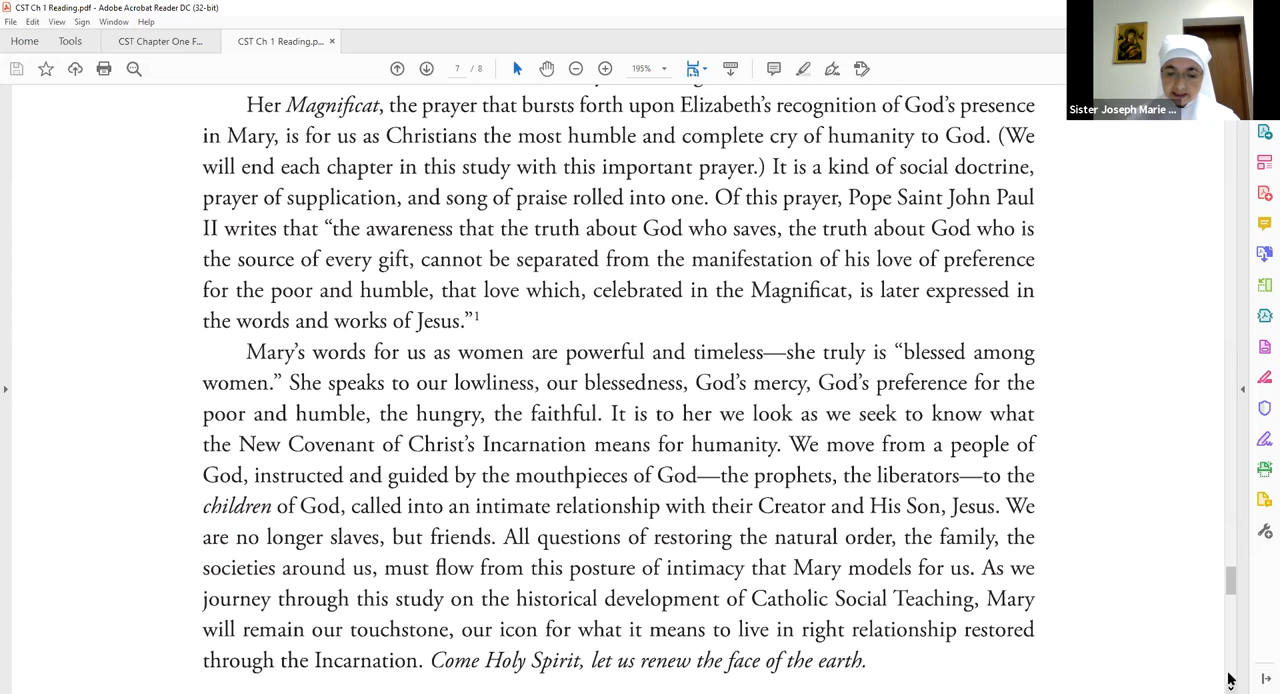 CST Ch 1 Reading.pdf - Adobe Acrobat Reader DC (32-bit)
File Edit View Sign Window Help
Home Tools CST Chapter One F... CST Ch 1 Reading.p... ×
7 / 8 195%
Sister Joseph Marie ...
Her Magnificat, the prayer that bursts forth upon Elizabeth’s recognition of God’s presence
in Mary, is for us as Christians the most humble and complete cry of humanity to God. (We
will end each chapter in this study with this important prayer.) It is a kind of social doctrine,
prayer of supplication, and song of praise rolled into one. Of this prayer, Pope Saint John Paul
II writes that “the awareness that the truth about God who saves, the truth about God who is
the source of every gift, cannot be separated from the manifestation of his love of preference
for the poor and humble, that love which, celebrated in the Magnificat, is later expressed in
the words and works of Jesus.”1
Mary’s words for us as women are powerful and timeless—she truly is “blessed among
women.” She speaks to our lowliness, our blessedness, God’s mercy, God’s preference for the
poor and humble, the hungry, the faithful. It is to her we look as we seek to know what
the New Covenant of Christ’s Incarnation means for humanity. We move from a people of
God, instructed and guided by the mouthpieces of God—the prophets, the liberators—to the
children of God, called into an intimate relationship with their Creator and His Son, Jesus. We
are no longer slaves, but friends. All questions of restoring the natural order, the family, the
societies around us, must flow from this posture of intimacy that Mary models for us. As we
journey through this study on the historical development of Catholic Social Teaching, Mary
will remain our touchstone, our icon for what it means to live in right relationship restored
through the Incarnation. Come Holy Spirit, let us renew the face of the earth.